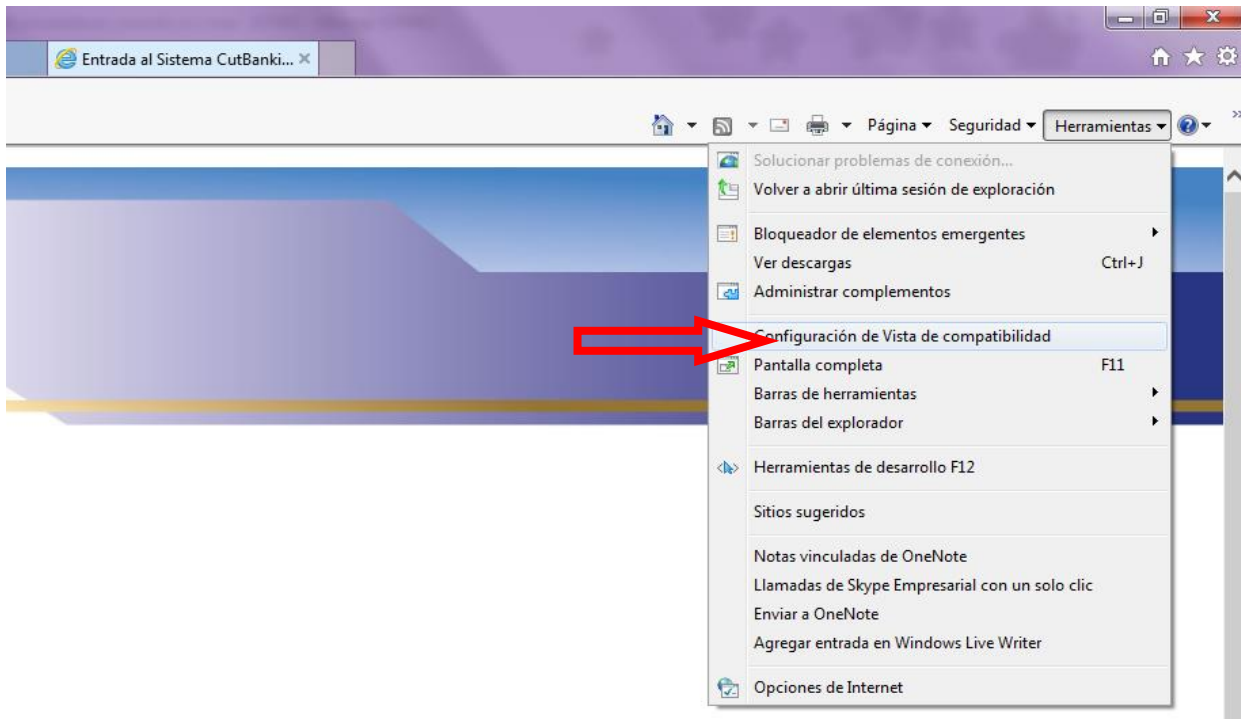 Entrada al Sistema CutBanki...
Página Seguridad Herramientas
Solucionar problemas de conexión...
Volver a abrir última sesión de exploración
Bloqueador de elementos emergentes
Ver descargas Ctrl+J
Administrar complementos
Configuración de Vista de compatibilidad
Pantalla completa F11
Barras de herramientas
Barras del explorador
Herramientas de desarrollo F12
Sitios sugeridos
Notas vinculadas de OneNote
Llamadas de Skype Empresarial con un solo clic
Enviar a OneNote
Agregar entrada en Windows Live Writer
Opciones de Internet